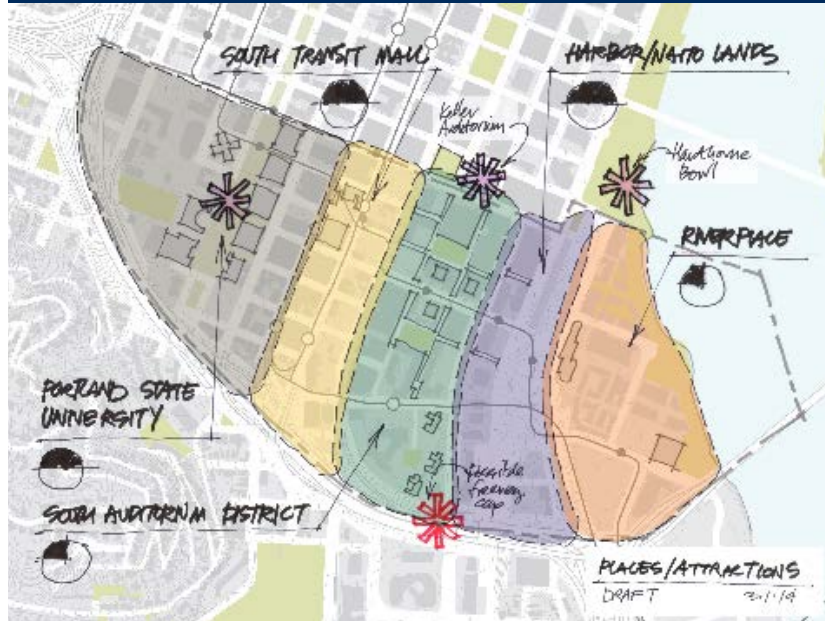 SOUTH TRANSIT MALL
HARBOR/NAITO LANDS
Keller
Auditorium
Hawthorne
Bowl
RIVERPLACE
PORTLAND STATE
UNIVERSITY
SOUTH AUDITORIUM DISTRICT
possible
freeway
cap
PLACES/ATTRACTIONS
DRAFT